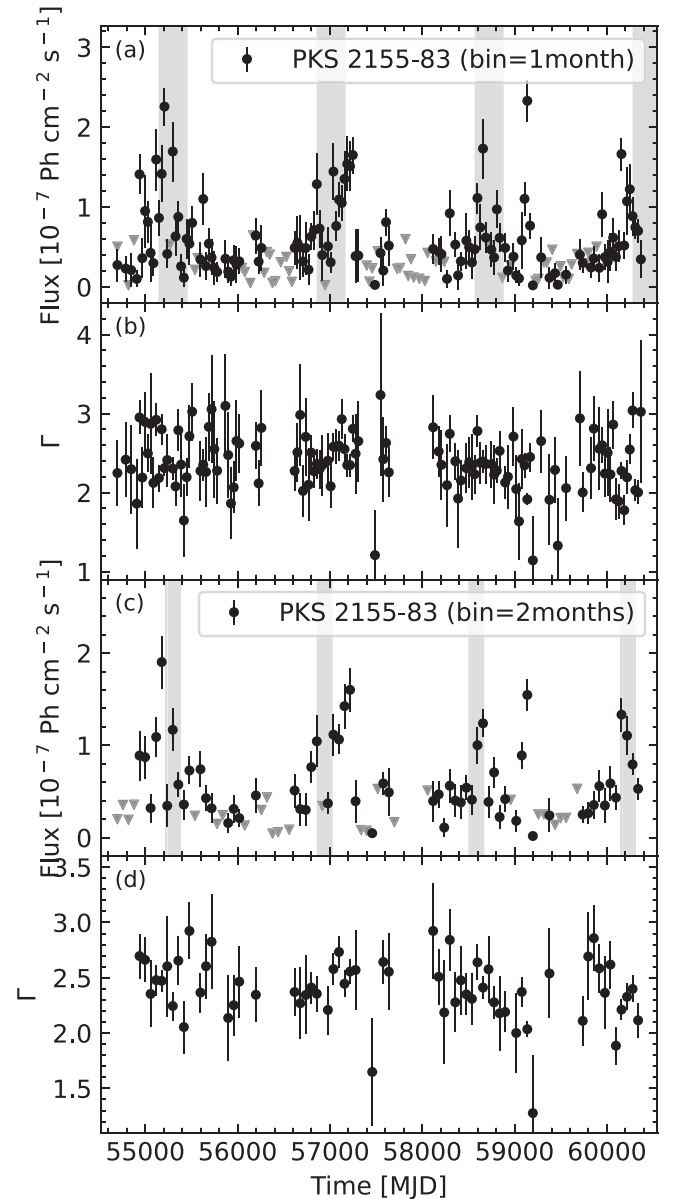 (a)
PKS 2155-83 (bin=1month)
Flux [10⁻⁷ Ph cm⁻² s⁻¹]
3
2
1
0
(b)
Γ
4
3
2
1
(c)
PKS 2155-83 (bin=2months)
Flux [10⁻⁷ Ph cm⁻² s⁻¹]
2
1
0
(d)
Γ
3.5
3.0
2.5
2.0
1.5
55000 56000 57000 58000 59000 60000
Time [MJD]